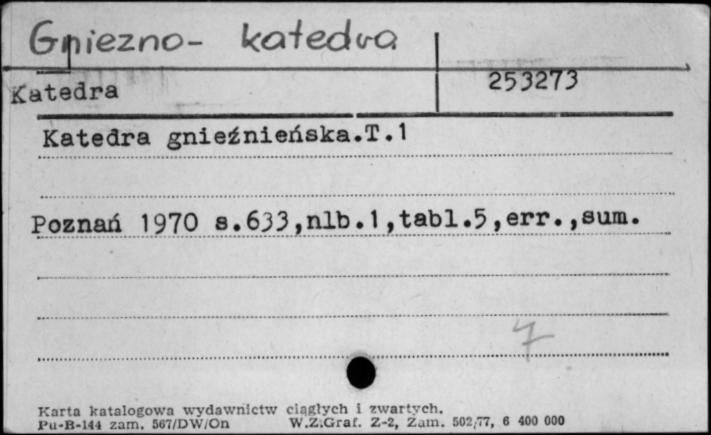 Gniezno- katedra
Katedra
253273
Katedra gnieźnieńska.T.1
Poznań 1970 s.633,nlb.1,tabl.5,err.,sum.
7
Karta katalogowa wydawnictw ciągłych i zwartych.
Pu-B-144 zam. 567/DW/On W.Z.Graf. Z-2, Zam. 502/77, 6 400 000